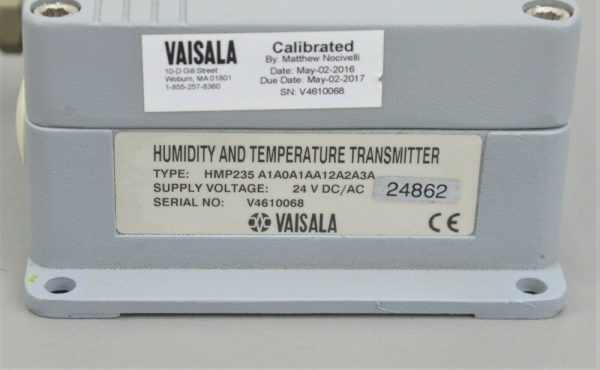 VAISALA
10-D Gill Street
Woburn, MA 01801
1-855-257-8360
Calibrated
By: Matthew Nocivelli
Date: May-02-2016
Due Date: May-02-2017
SN: V4610068
HUMIDITY AND TEMPERATURE TRANSMITTER
TYPE: HMP235 A1A0A1AA12A2A3A
SUPPLY VOLTAGE: 24 V DC/AC
24862
SERIAL NO: V4610068
VAISALA
CE